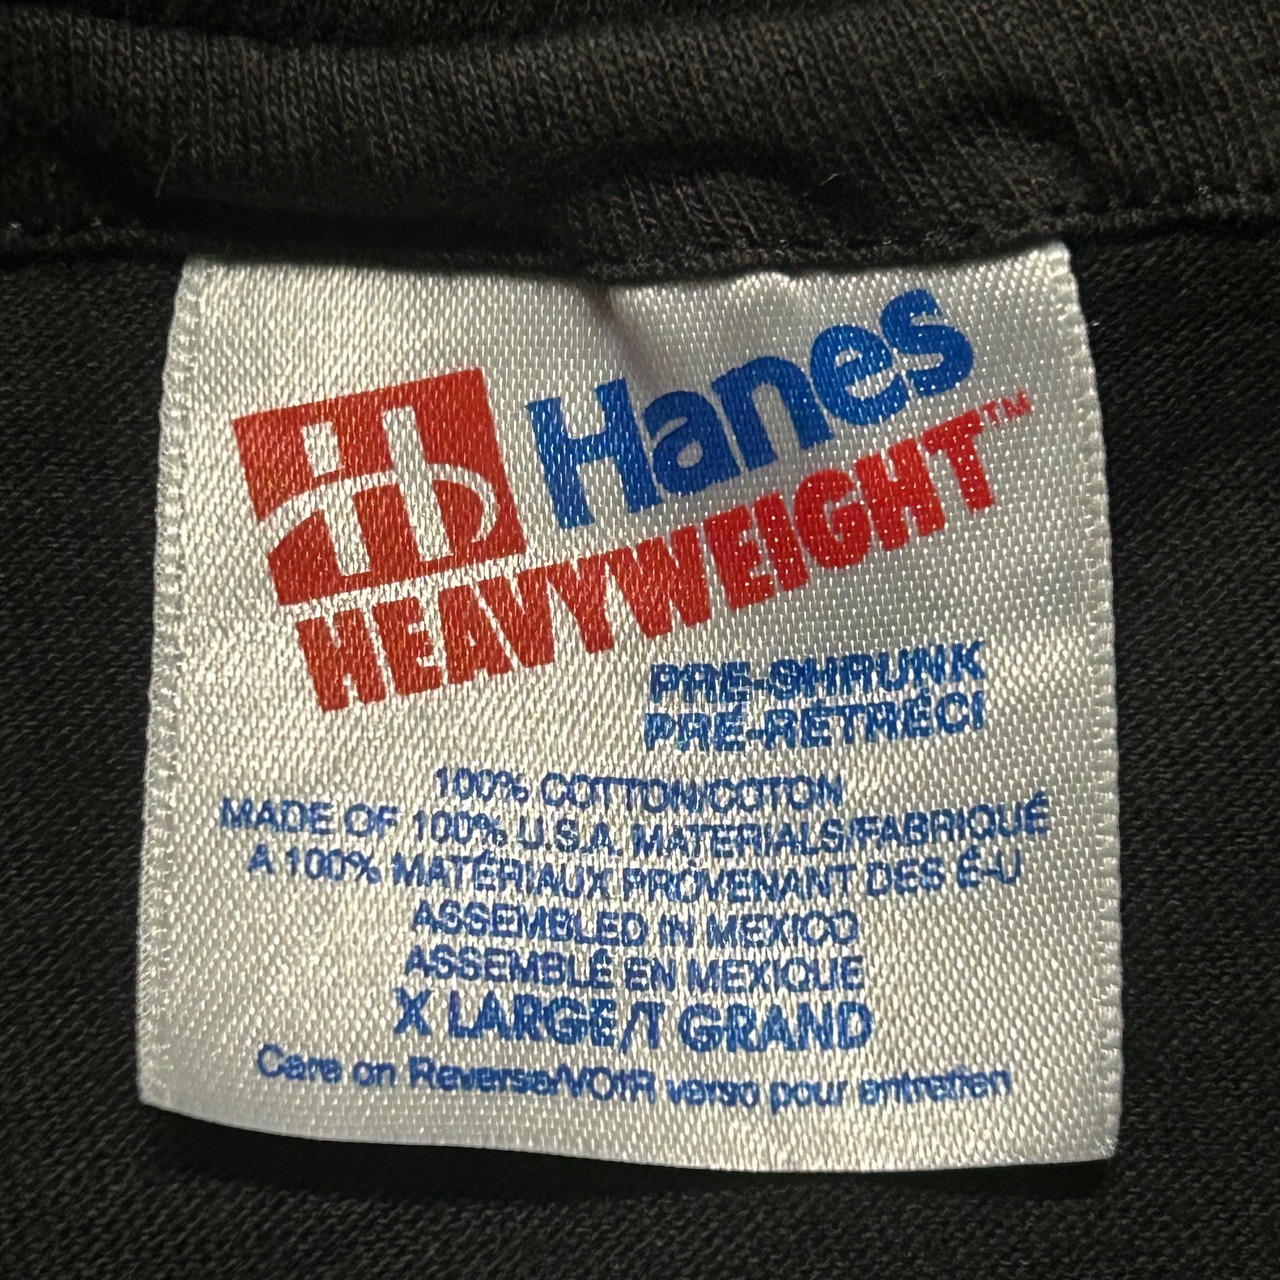 Hanes
HEAVYWEIGHT™
PRE-SHRUNK
PRÉ-RÉTRÉCI
100% COTTON/COTON
MADE OF 100% U.S.A. MATERIALS/FABRIQUÉ
A 100% MATÉRIAUX PROVENANT DES É-U
ASSEMBLED IN MEXICO
ASSEMBLÉ EN MEXIQUE
X LARGE/T GRAND
Care on Reverse/VOIR verso pour entretien